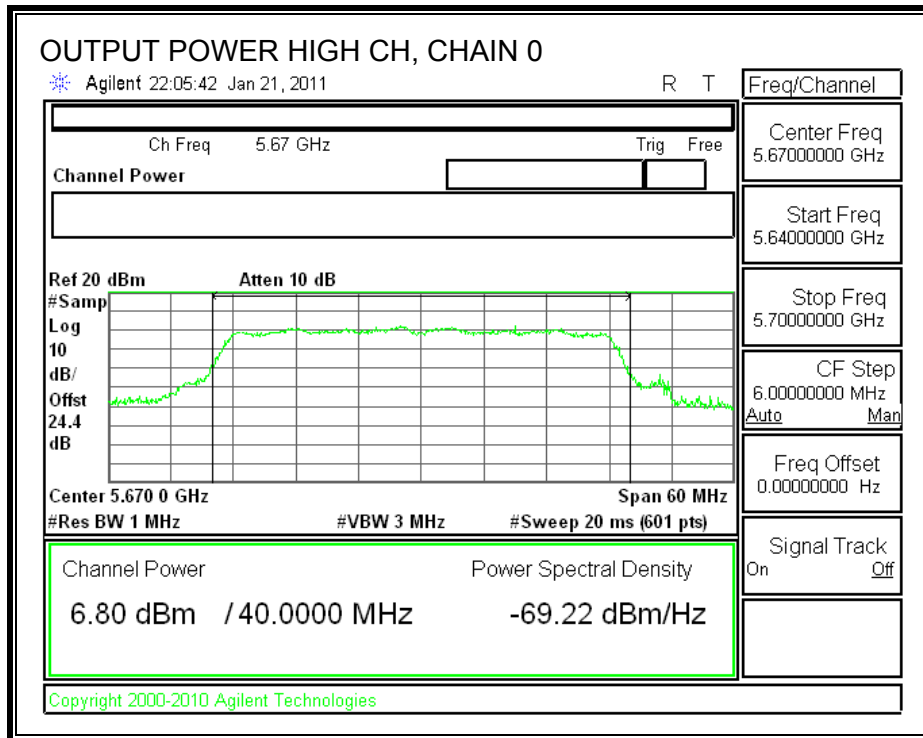 OUTPUT POWER HIGH CH, CHAIN 0
Agilent 22:05:42 Jan 21, 2011 R T
Ch Freq 5.67 GHz Trig Free
Channel Power
Ref 20 dBm Atten 10 dB
#Samp
Log
10
dB/
Offst
24.4
dB
Center 5.670 0 GHz Span 60 MHz
#Res BW 1 MHz #VBW 3 MHz #Sweep 20 ms (601 pts)
Channel Power Power Spectral Density
6.80 dBm / 40.0000 MHz -69.22 dBm/Hz
Copyright 2000-2010 Agilent Technologies
Freq/Channel
Center Freq
5.67000000 GHz
Start Freq
5.64000000 GHz
Stop Freq
5.70000000 GHz
CF Step
6.00000000 MHz
Auto Man
Freq Offset
0.00000000 Hz
Signal Track
On Off